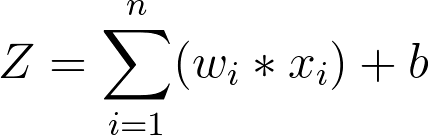 Z = \sum_{i=1}^{n} (w_i * x_i) + b